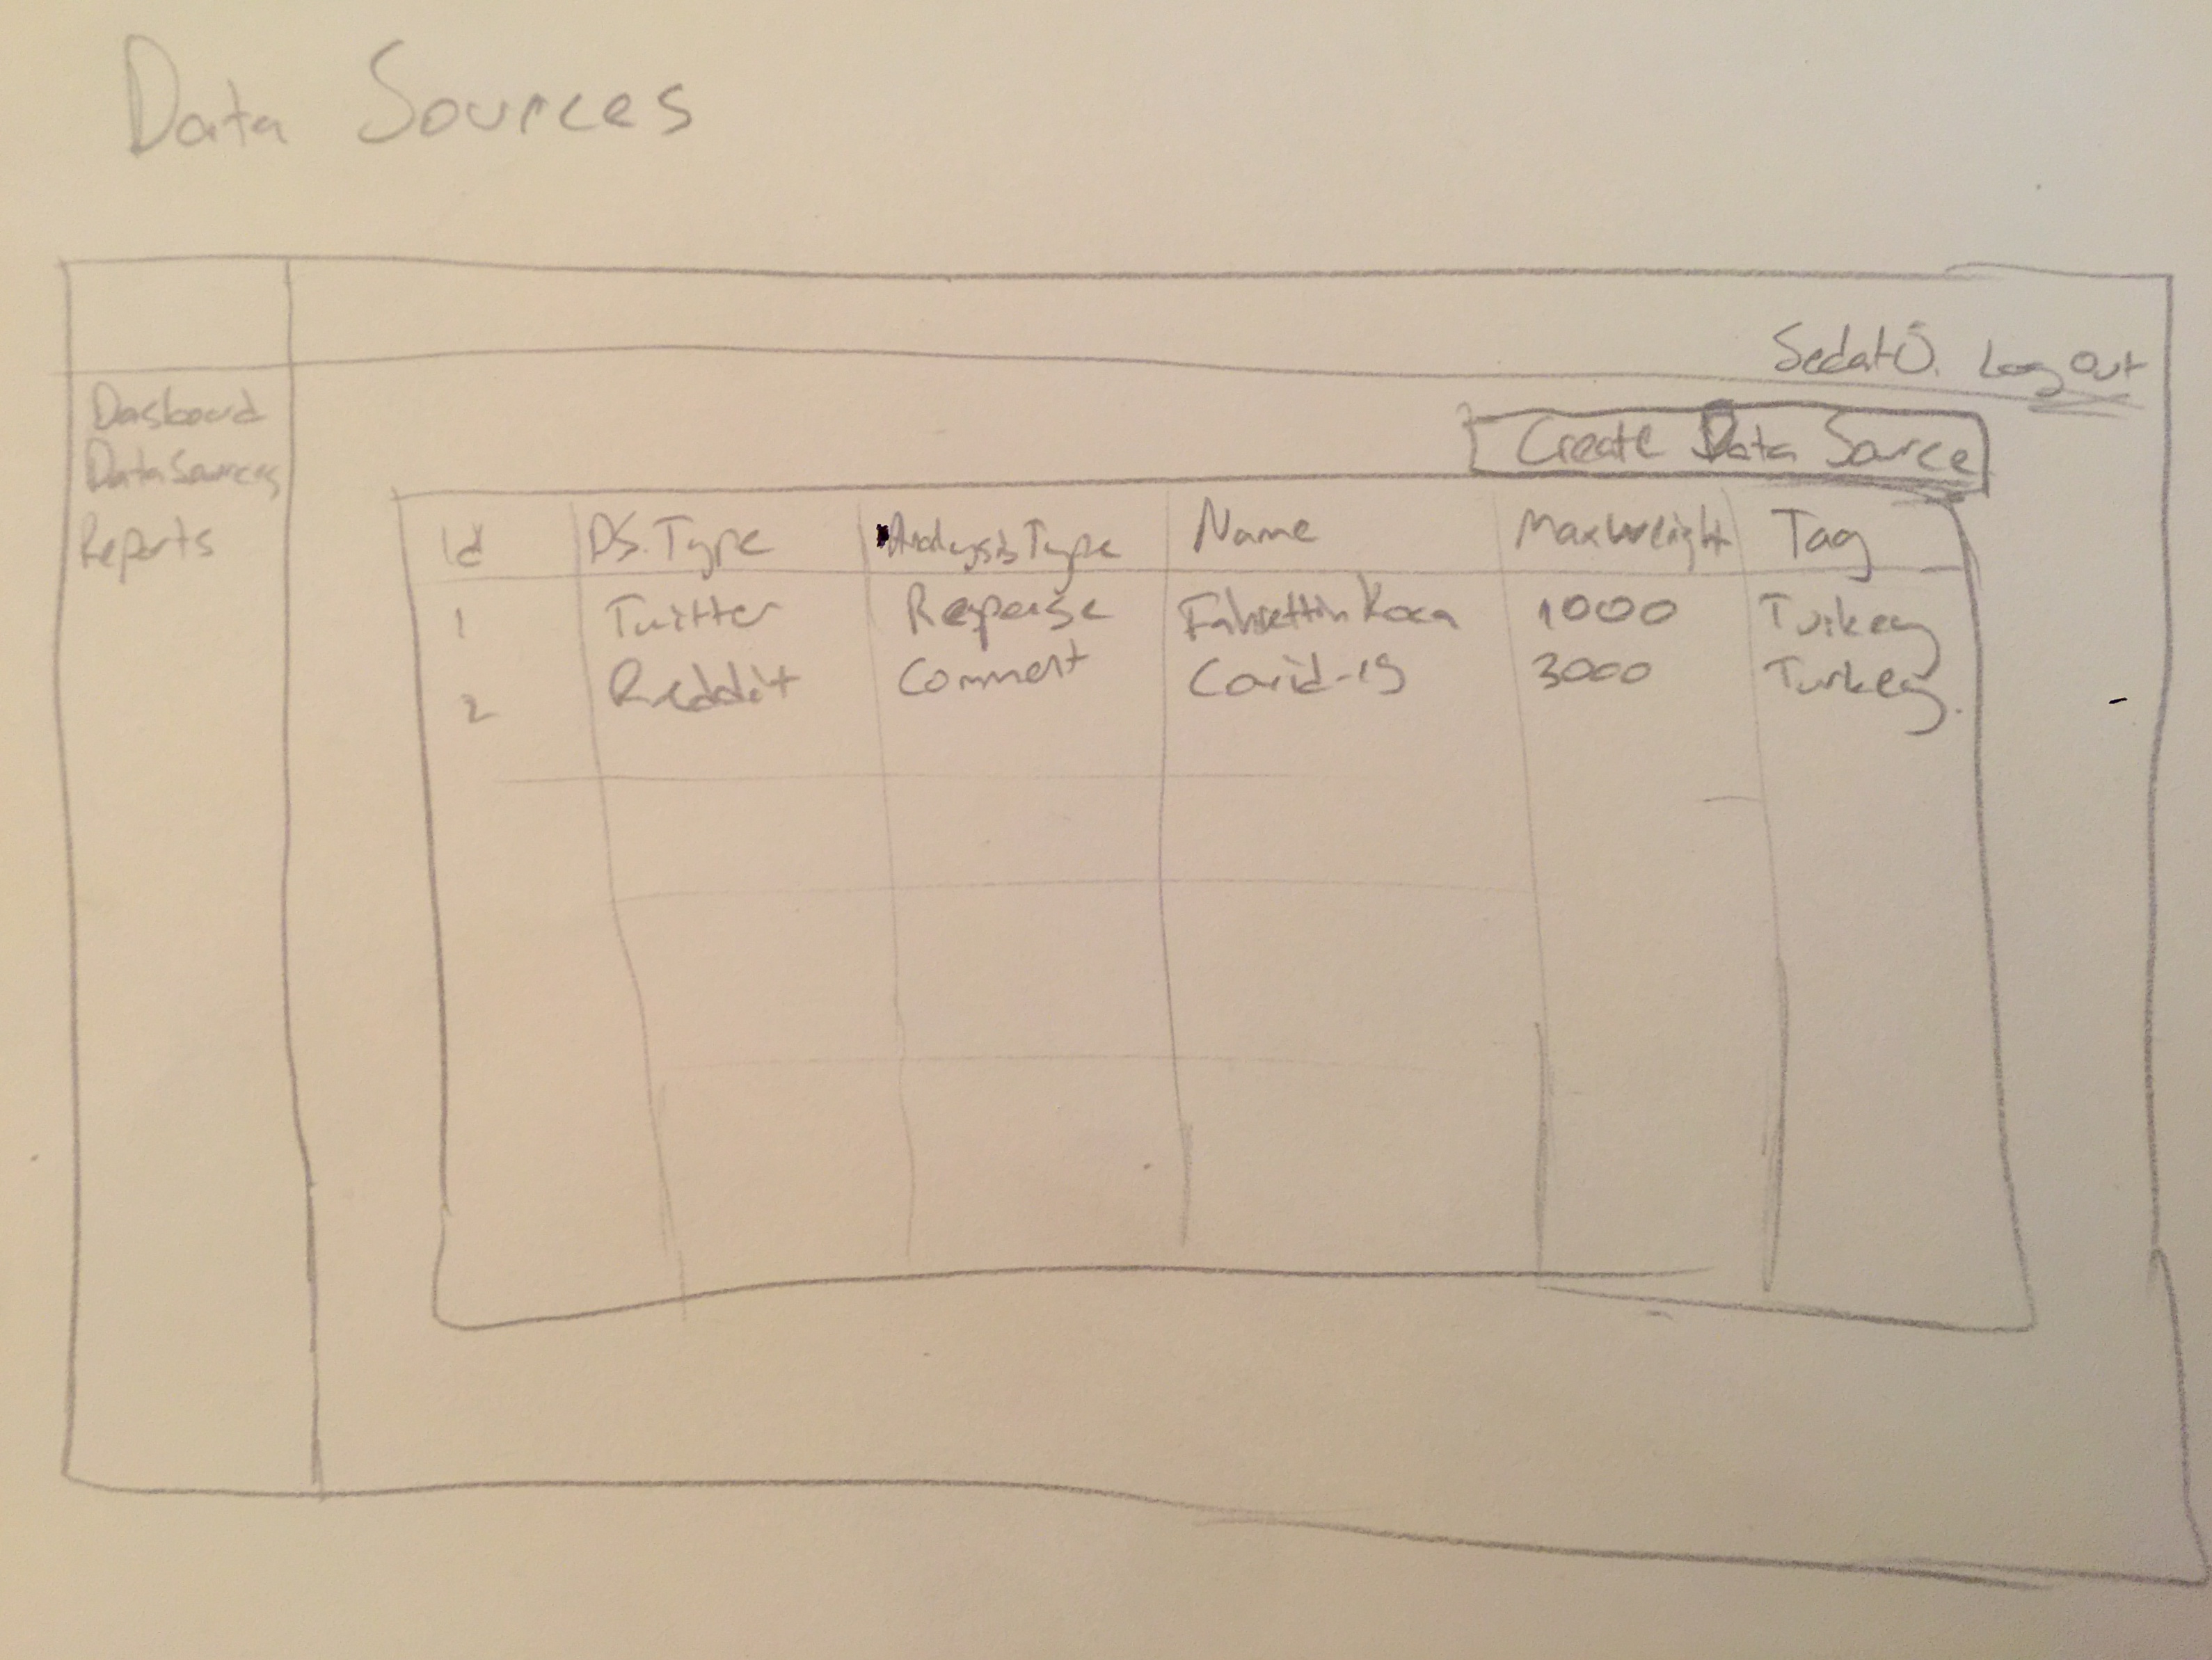 Data Sources
SedatÖ. Log Out
Dasboard
Data Sources
Reports
Create Data Source
Id DS.Type AnalysisType Name MaxWeight Tag
1 Twitter Response Fahrettin Koca 1000 Turkey
2 Reddit Comment Covid-19 3000 Turkey